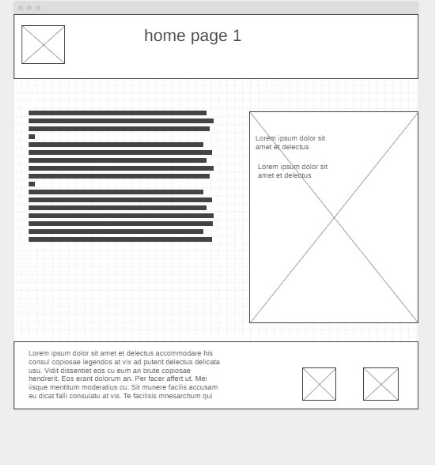 home page 1
Lorem ipsum dolor sit
amet et delectus
Lorem ipsum dolor sit
amet et delectus
Lorem ipsum dolor sit amet et delectus accommodare his
consul copiosae legendos at vix ad putent delectus delicata
usu. Vidit dissentiet eos cu eum an brute copiosae
hendrerit. Eos erant dolorum an. Per facer affert ut. Mei
iisque mentitum moderatius cu. Sit munere facilis accusam
eu dicat falli consulatu at vis. Te facilisis mnesarchum qui